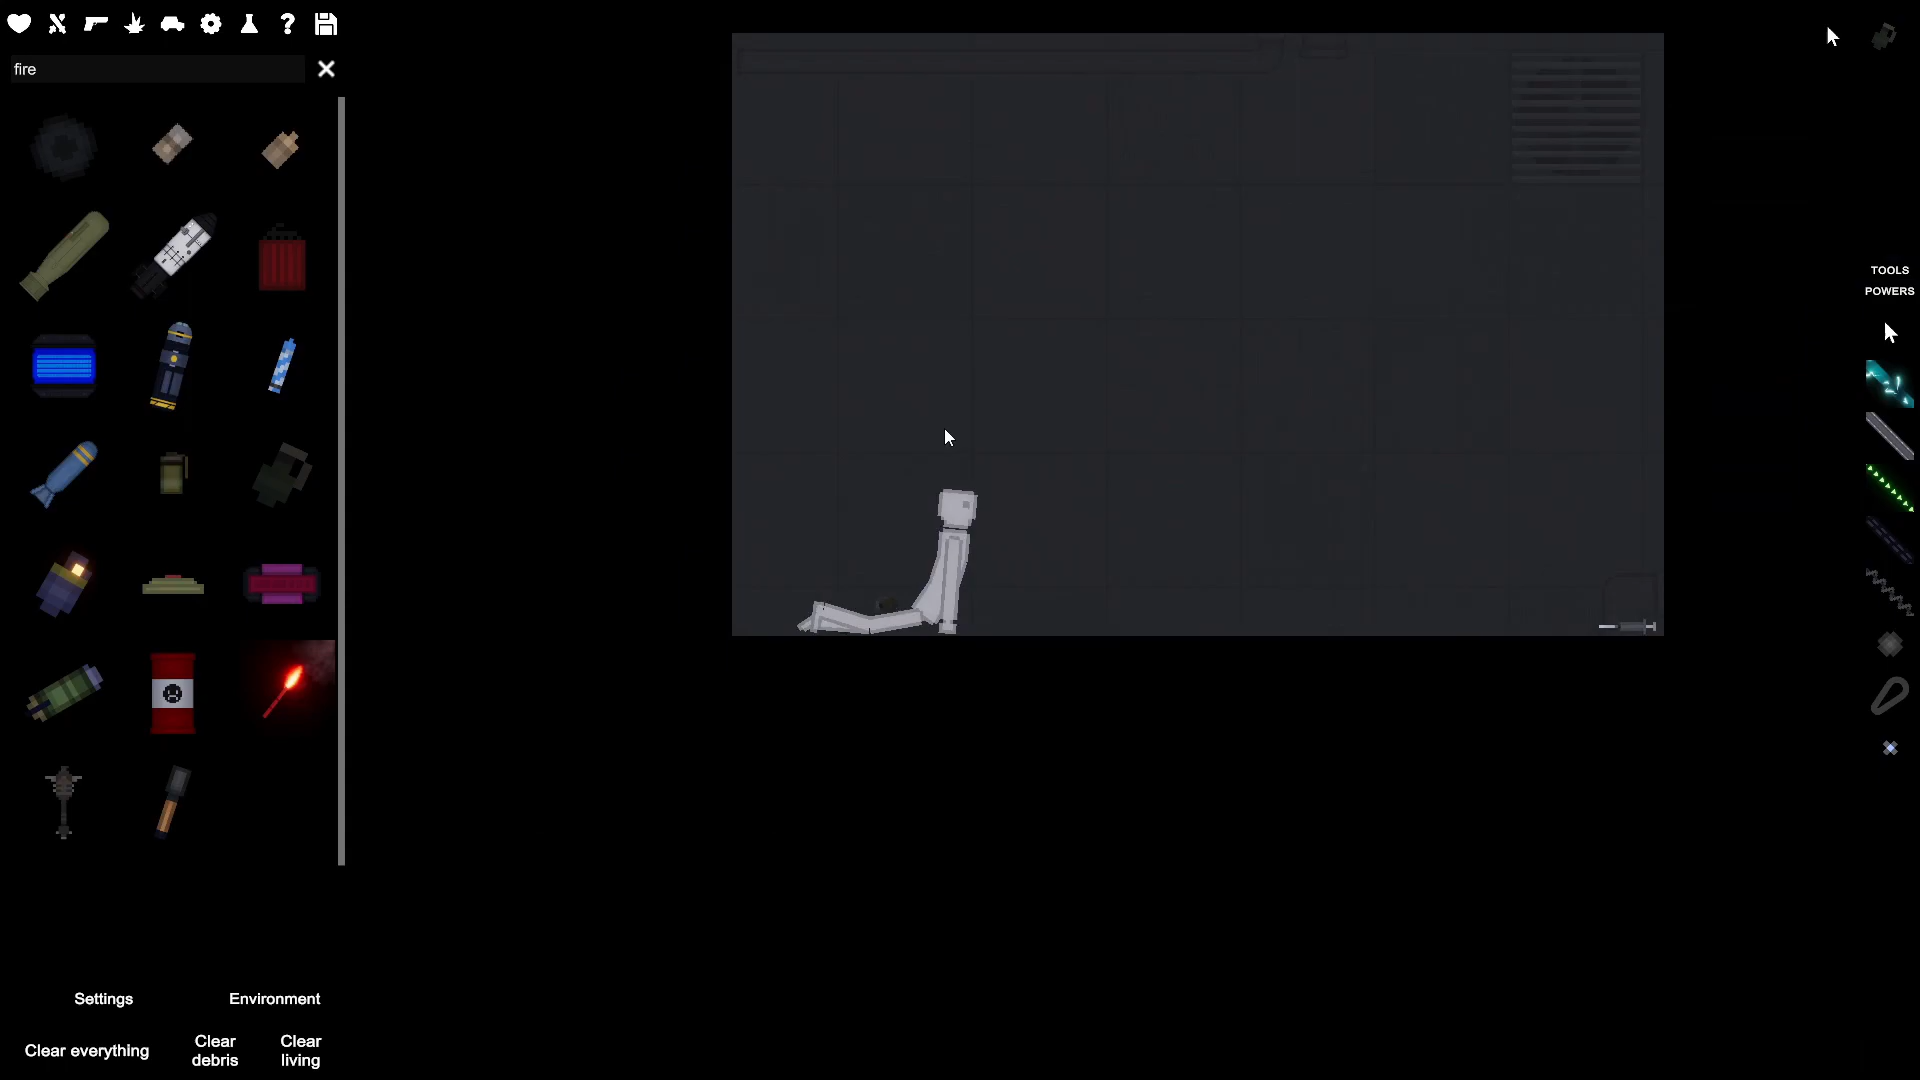 fire
TOOLS
POWERS
Settings
Environment
Clear everything
Clear
debris
Clear
living